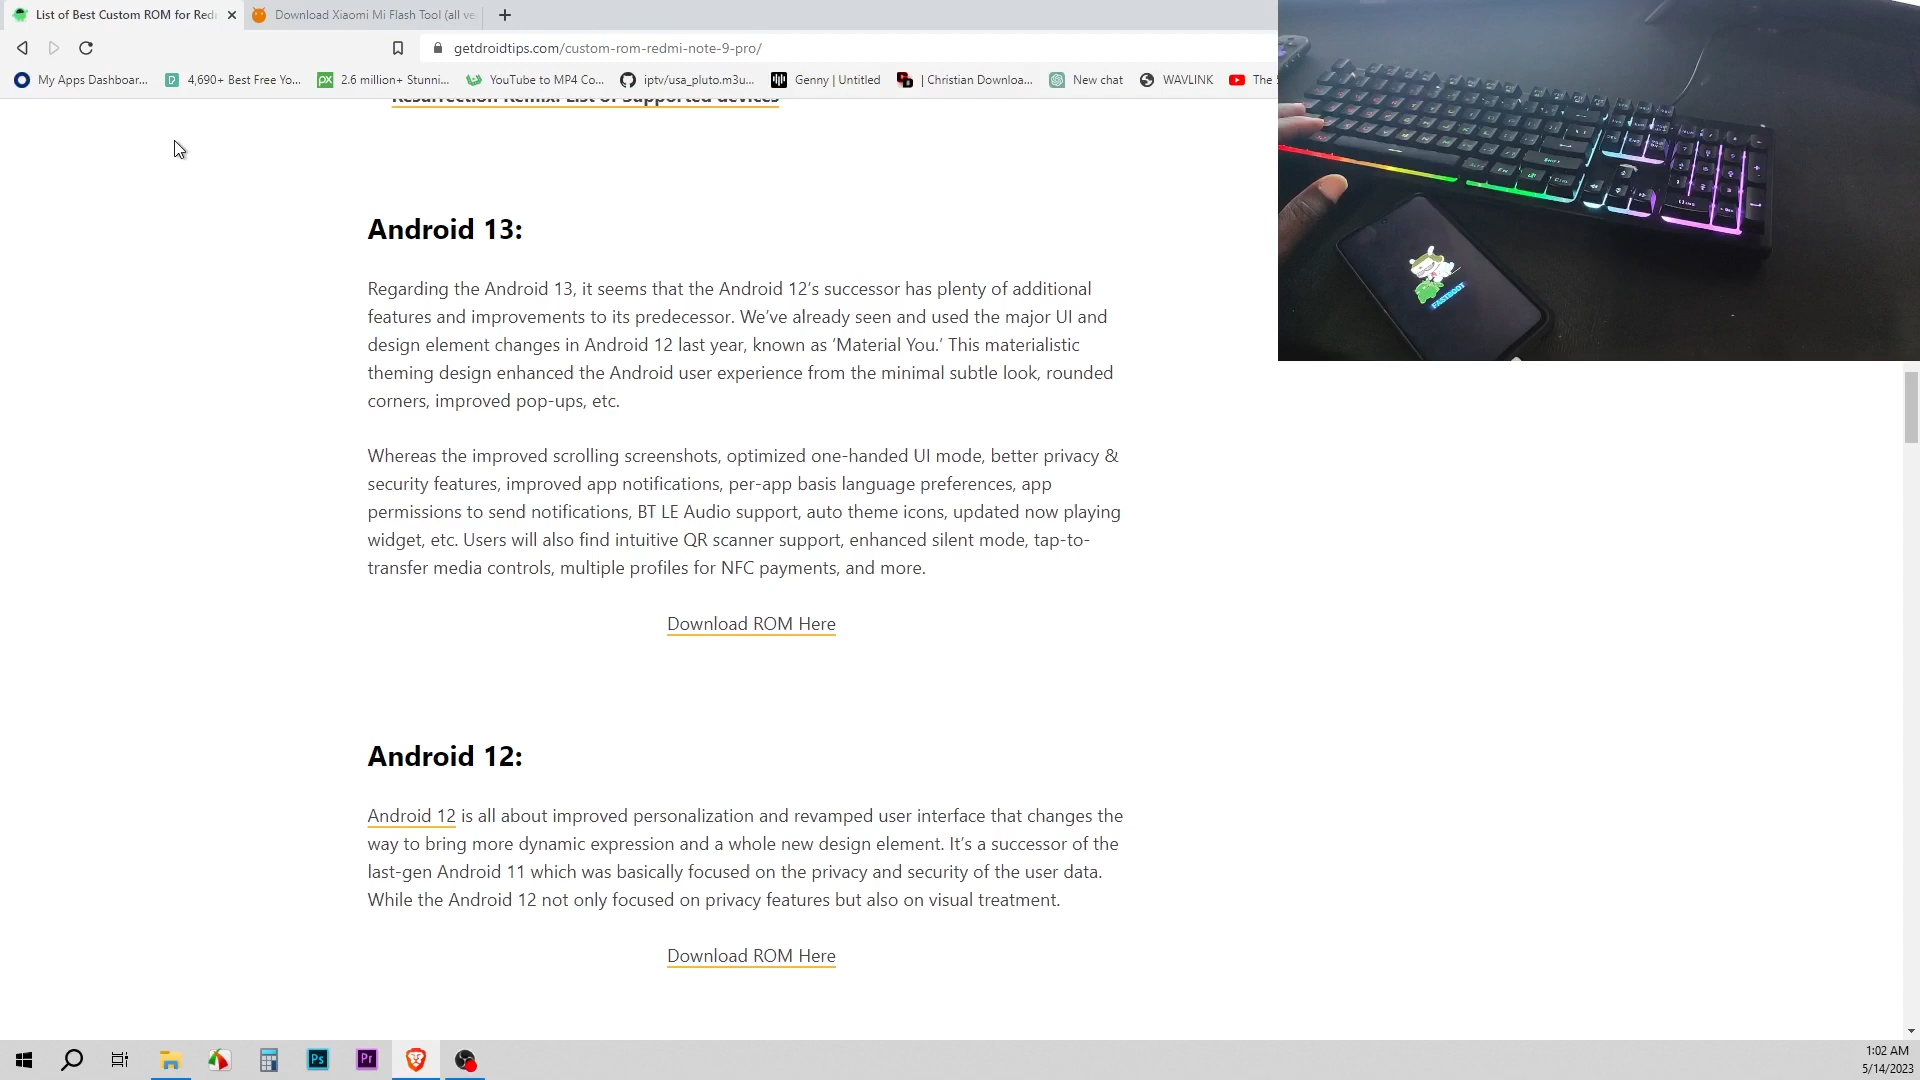 List of Best Custom ROM for Redm
Download Xiaomi Mi Flash Tool (all ve
getdroidtips.com/custom-rom-redmi-note-9-pro/
My Apps Dashboar...
4,690+ Best Free Yo...
2.6 million+ Stunni...
YouTube to MP4 Co...
iptv/usa_pluto.m3u...
Genny | Untitled
| Christian Downloa...
New chat
WAVLINK
The
Resurrection Remix: List of Supported devices
Android 13:
Regarding the Android 13, it seems that the Android 12’s successor has plenty of additional
features and improvements to its predecessor. We’ve already seen and used the major UI and
design element changes in Android 12 last year, known as ‘Material You.’ This materialistic
theming design enhanced the Android user experience from the minimal subtle look, rounded
corners, improved pop-ups, etc.
Whereas the improved scrolling screenshots, optimized one-handed UI mode, better privacy &
security features, improved app notifications, per-app basis language preferences, app
permissions to send notifications, BT LE Audio support, auto theme icons, updated now playing
widget, etc. Users will also find intuitive QR scanner support, enhanced silent mode, tap-to-
transfer media controls, multiple profiles for NFC payments, and more.
Download ROM Here
Android 12:
Android 12 is all about improved personalization and revamped user interface that changes the
way to bring more dynamic expression and a whole new design element. It’s a successor of the
last-gen Android 11 which was basically focused on the privacy and security of the user data.
While the Android 12 not only focused on privacy features but also on visual treatment.
Download ROM Here
FASTBOOT
Ps
Pr
1:02 AM
5/14/2023